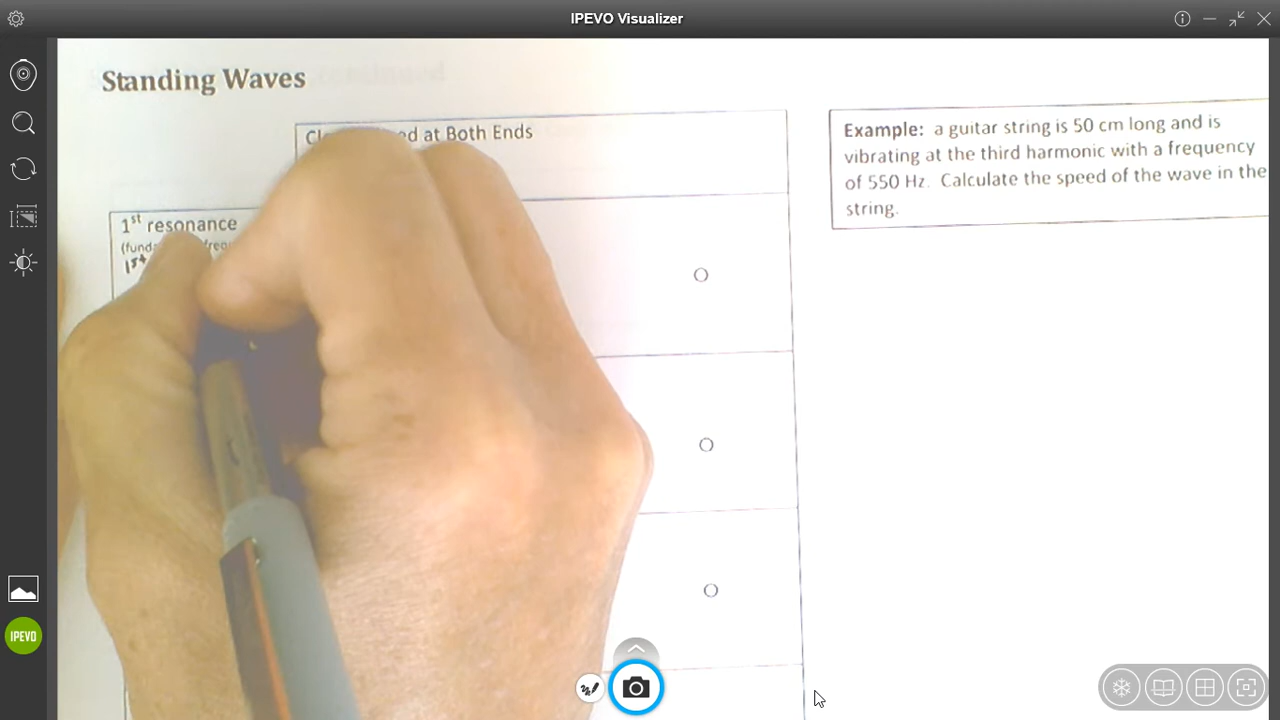 IPEVO Visualizer
Standing Waves
at Both Ends
Example: a guitar string is 50 cm long and is
vibrating at the third harmonic with a frequency
of 550 Hz. Calculate the speed of the wave in the
string.
1st resonance
1st
IPEVO